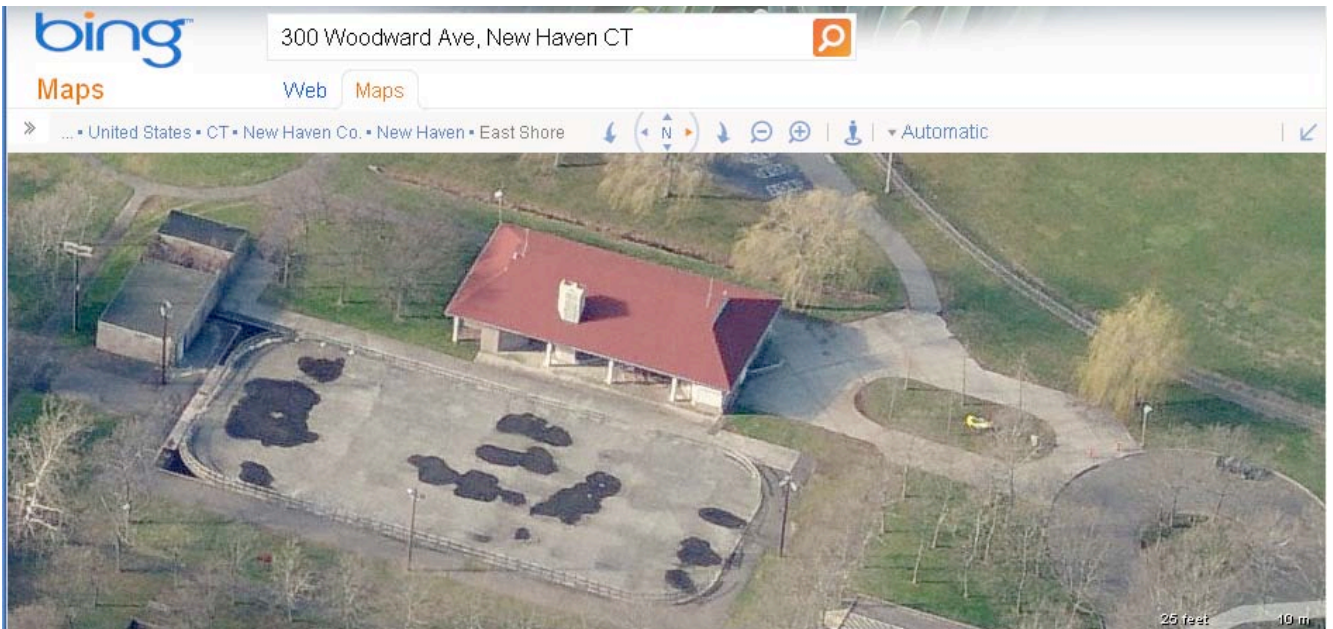 bing™
300 Woodward Ave, New Haven CT
Maps
Web
Maps
» ... ▪ United States ▪ CT ▪ New Haven Co. ▪ New Haven ▪ East Shore N Automatic
25 feet 10 m